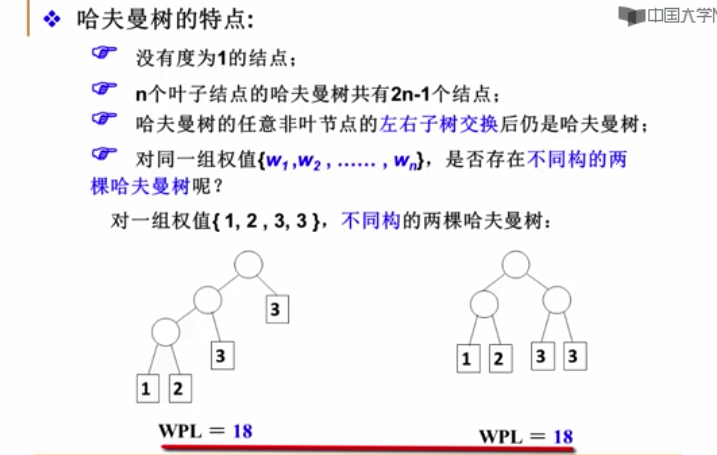 中国大学M
❖ 哈夫曼树的特点:
☞ 没有度为1的结点;
☞ n个叶子结点的哈夫曼树共有2n-1个结点;
☞ 哈夫曼树的任意非叶节点的左右子树交换后仍是哈夫曼树;
☞ 对同一组权值{w1 ,w2 , …… , wn}，是否存在不同构的两
棵哈夫曼树呢?
对一组权值{ 1, 2 , 3, 3 }，不同构的两棵哈夫曼树:
3
3
1 2
1 2 3 3
WPL = 18
WPL = 18